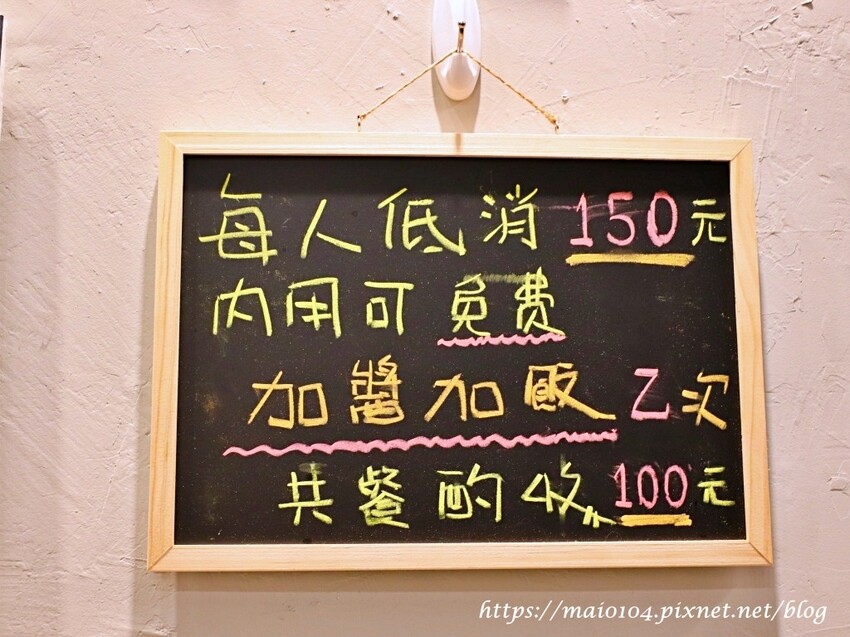 每人低消150元
內用可免費
加醬加飯乙次
共餐酌收100元
https://maio104.pixnet.net/blog